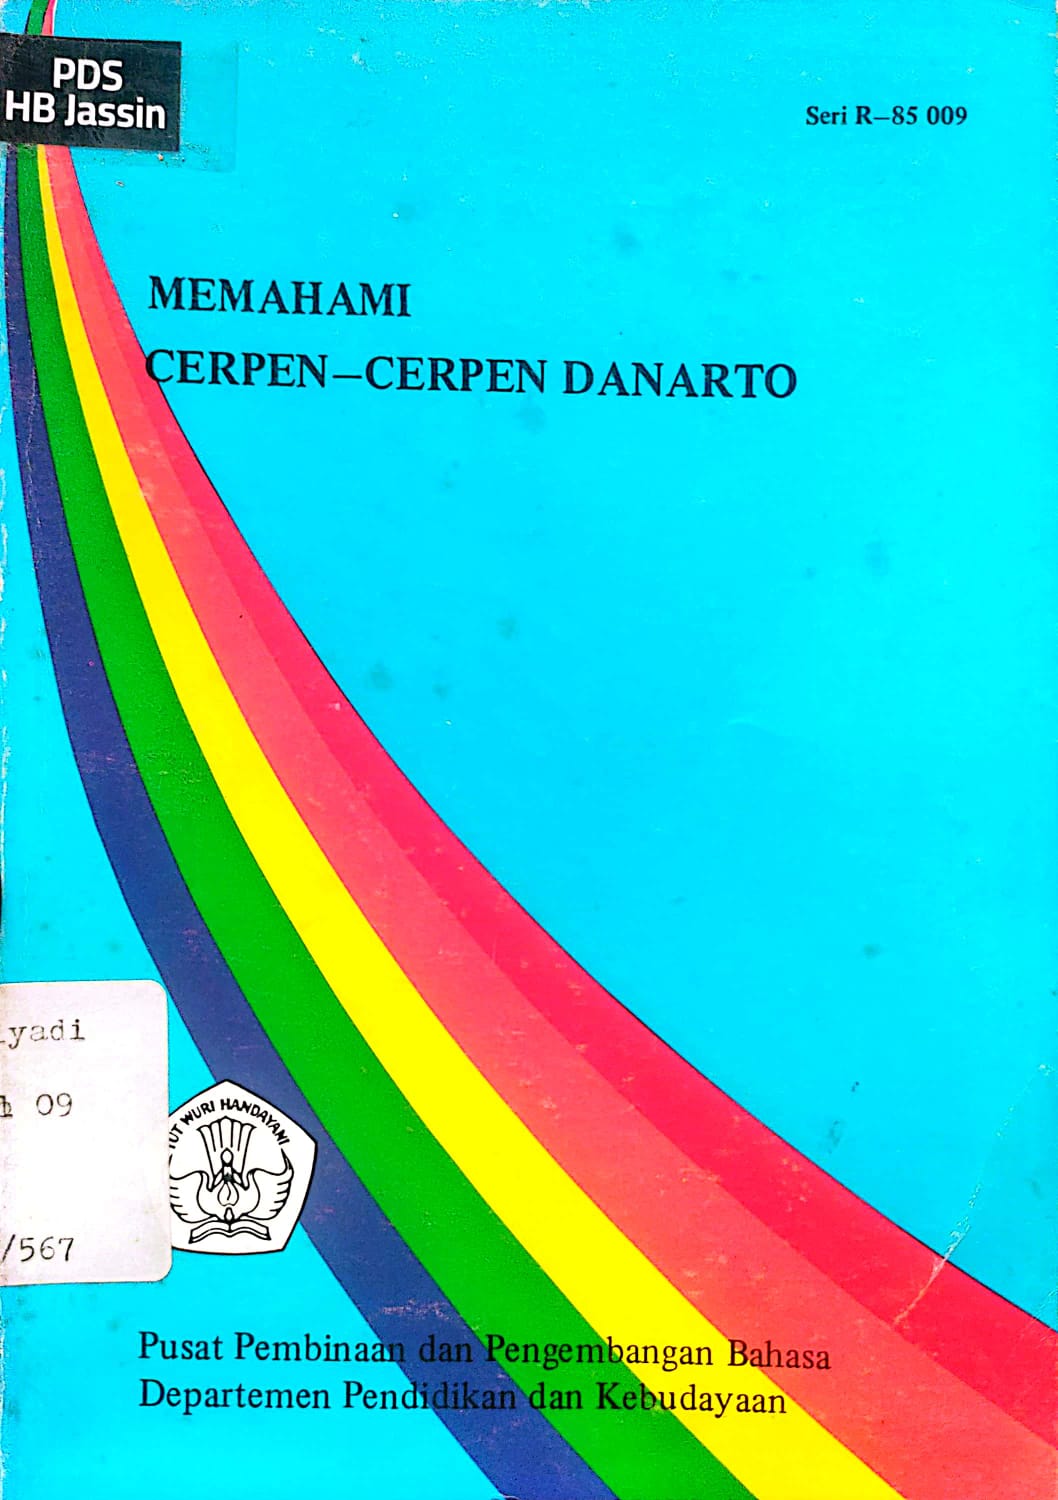 PDS
HB Jassin
Seri R–85 009
MEMAHAMI
CERPEN–CERPEN DANARTO
yadi
09
/567
TUT WURI HANDAYANI
Pusat Pembinaan dan Pengembangan Bahasa
Departemen Pendidikan dan Kebudayaan